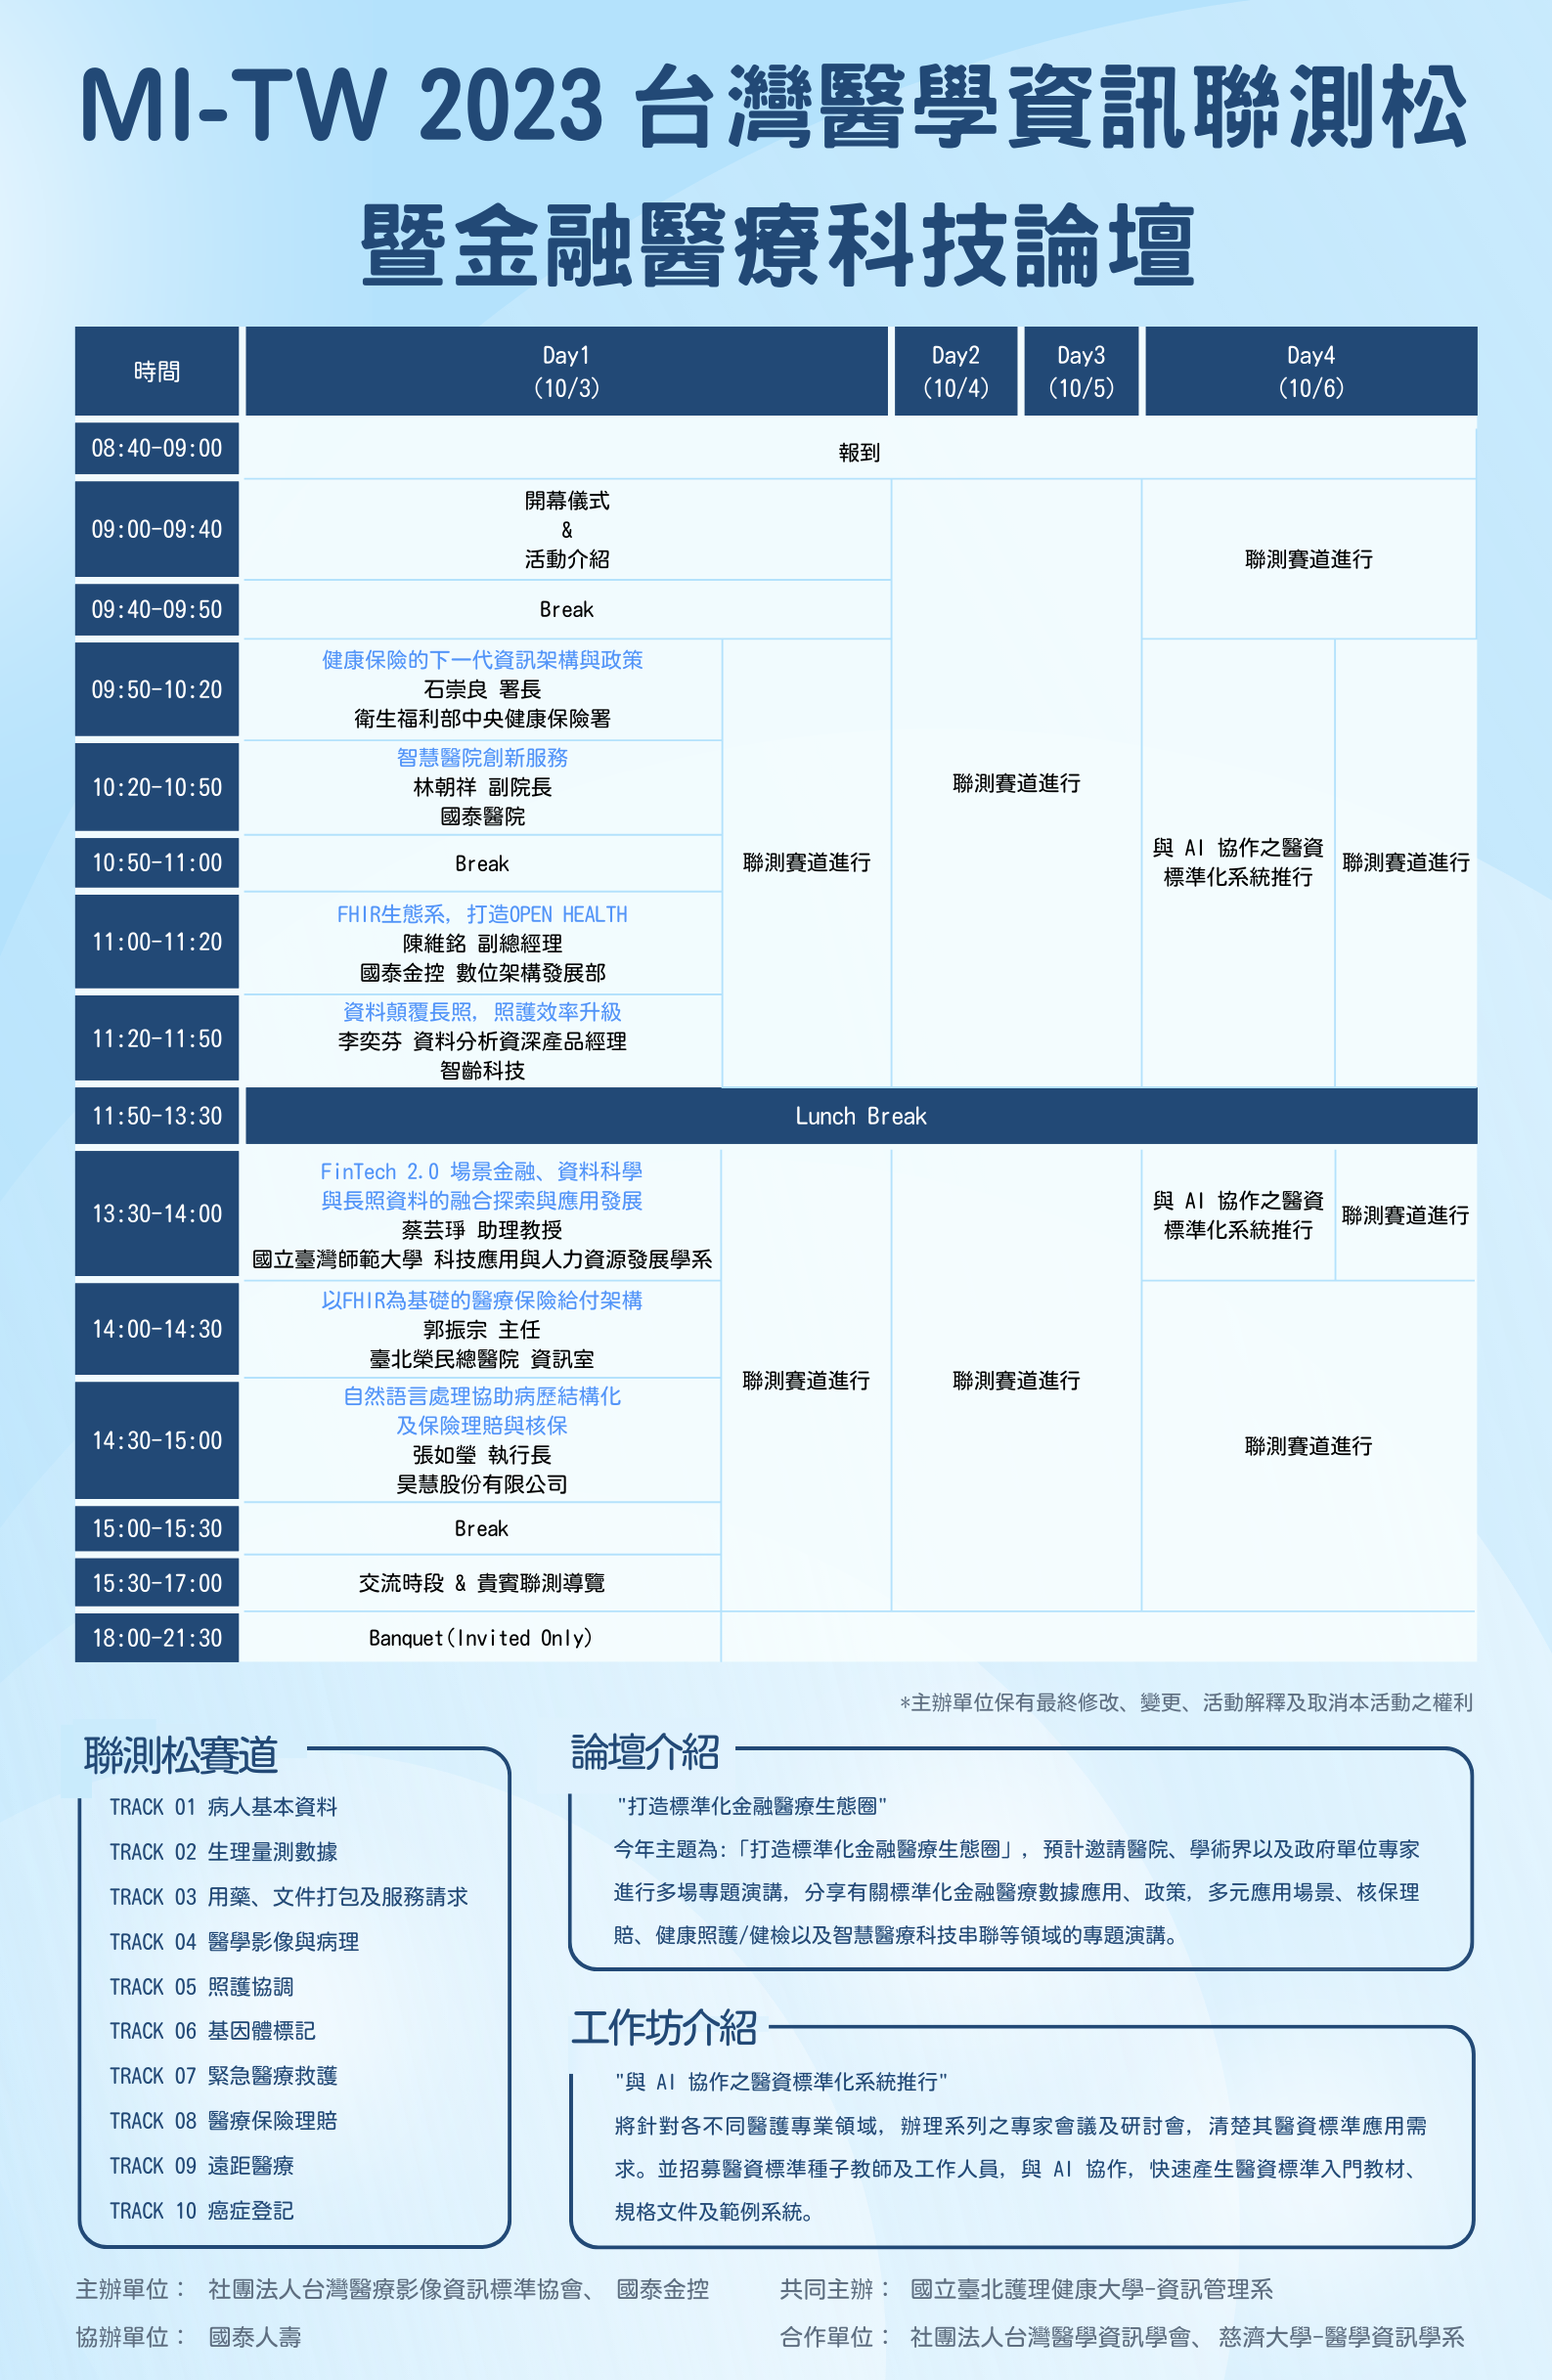 MI-TW 2023 台灣醫學資訊聯測松
暨金融醫療科技論壇
時間
Day1
(10/3)
Day2
(10/4)
Day3
(10/5)
Day4
(10/6)
08:40-09:00
報到
09:00-09:40
開幕儀式
&
活動介紹
聯測賽道進行
聯測賽道進行
09:40-09:50
Break
09:50-10:20
健康保險的下一代資訊架構與政策
石崇良 署長
衛生福利部中央健康保險署
聯測賽道進行
與 AI 協作之醫資
標準化系統推行
聯測賽道進行
10:20-10:50
智慧醫院創新服務
林朝祥 副院長
國泰醫院
10:50-11:00
Break
11:00-11:20
FHIR生態系, 打造OPEN HEALTH
陳維銘 副總經理
國泰金控 數位架構發展部
11:20-11:50
資料顛覆長照, 照護效率升級
李奕芬 資料分析資深產品經理
智齡科技
11:50-13:30
Lunch Break
13:30-14:00
FinTech 2.0 場景金融、資料科學
與長照資料的融合探索與應用發展
蔡芸琤 助理教授
國立臺灣師範大學 科技應用與人力資源發展學系
聯測賽道進行
聯測賽道進行
與 AI 協作之醫資
標準化系統推行
聯測賽道進行
14:00-14:30
以FHIR為基礎的醫療保險給付架構
郭振宗 主任
臺北榮民總醫院 資訊室
聯測賽道進行
14:30-15:00
自然語言處理協助病歷結構化
及保險理賠與核保
張如瑩 執行長
昊慧股份有限公司
15:00-15:30
Break
15:30-17:00
交流時段 & 貴賓聯測導覽
18:00-21:30
Banquet(Invited Only)
*主辦單位保有最終修改、變更、活動解釋及取消本活動之權利
聯測松賽道
TRACK 01 病人基本資料
TRACK 02 生理量測數據
TRACK 03 用藥、文件打包及服務請求
TRACK 04 醫學影像與病理
TRACK 05 照護協調
TRACK 06 基因體標記
TRACK 07 緊急醫療救護
TRACK 08 醫療保險理賠
TRACK 09 遠距醫療
TRACK 10 癌症登記
論壇介紹
"打造標準化金融醫療生態圈"
今年主題為:「打造標準化金融醫療生態圈」, 預計邀請醫院、學術界以及政府單位專家
進行多場專題演講, 分享有關標準化金融醫療數據應用、政策, 多元應用場景、核保理
賠、健康照護/健檢以及智慧醫療科技串聯等領域的專題演講。
工作坊介紹
"與 AI 協作之醫資標準化系統推行"
將針對各不同醫護專業領域, 辦理系列之專家會議及研討會, 清楚其醫資標準應用需
求。並招募醫資標準種子教師及工作人員, 與 AI 協作, 快速產生醫資標準入門教材、
規格文件及範例系統。
主辦單位: 社團法人台灣醫療影像資訊標準協會、 國泰金控
共同主辦: 國立臺北護理健康大學-資訊管理系
協辦單位: 國泰人壽
合作單位: 社團法人台灣醫學資訊學會、慈濟大學-醫學資訊學系